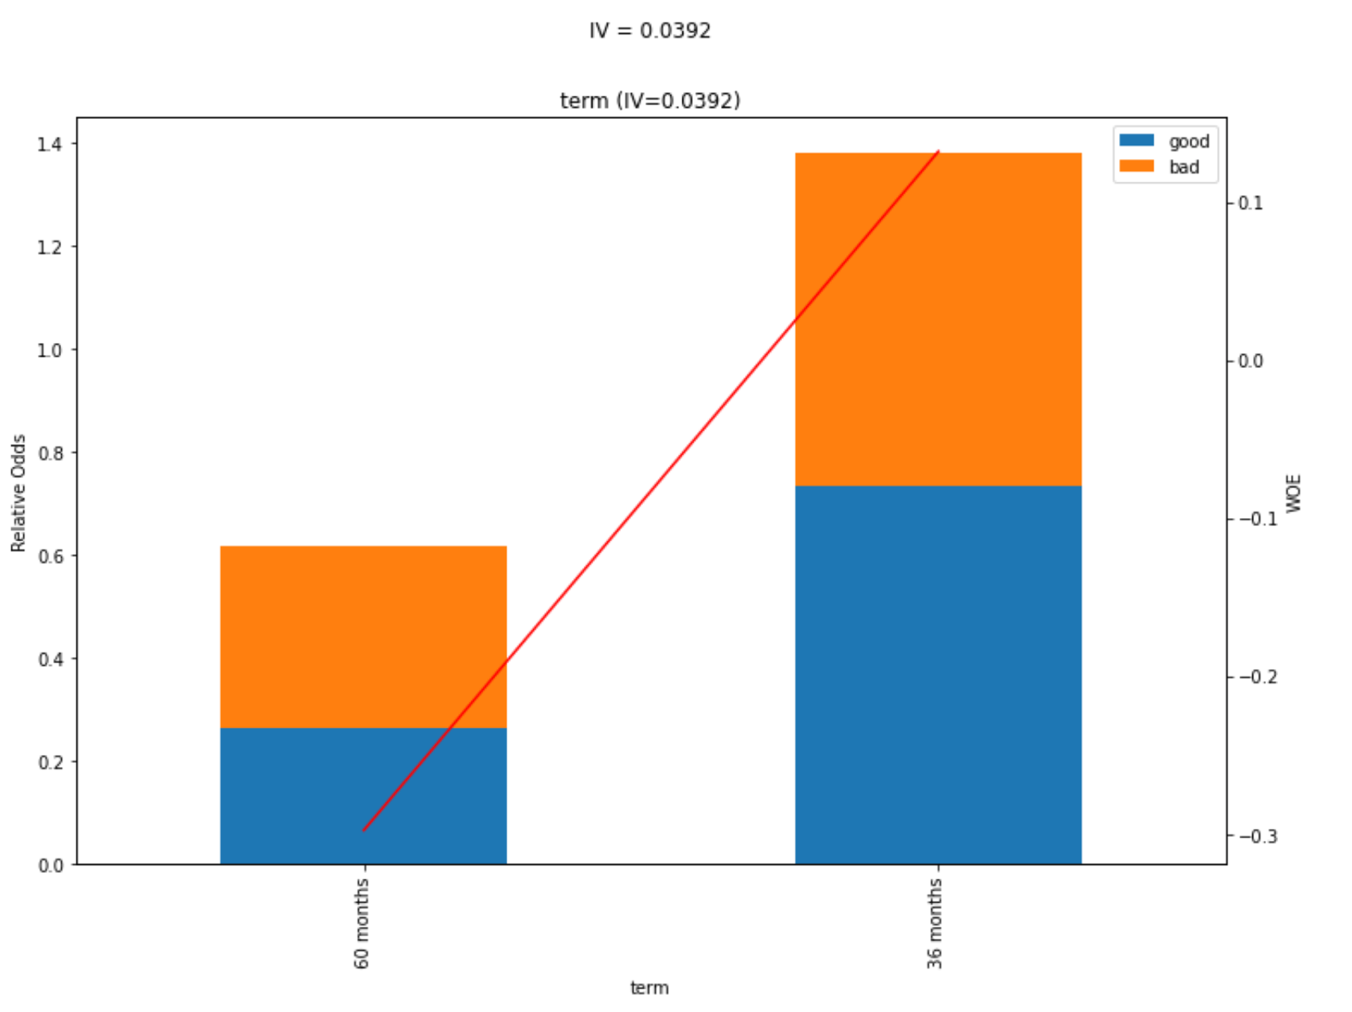 IV = 0.0392
term (IV=0.0392)
good
bad
1.4
1.2
1.0
0.8
0.6
0.4
0.2
0.0
Relative Odds
0.1
0.0
−0.1
−0.2
−0.3
WOE
60 months
36 months
term